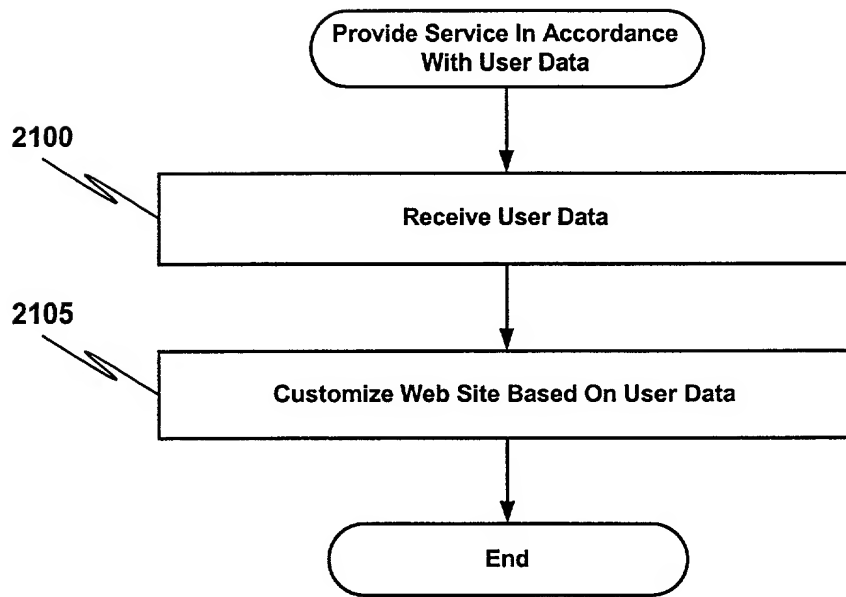 Provide Service In Accordance
With User Data
2100
Receive User Data
2105
Customize Web Site Based On User Data
End